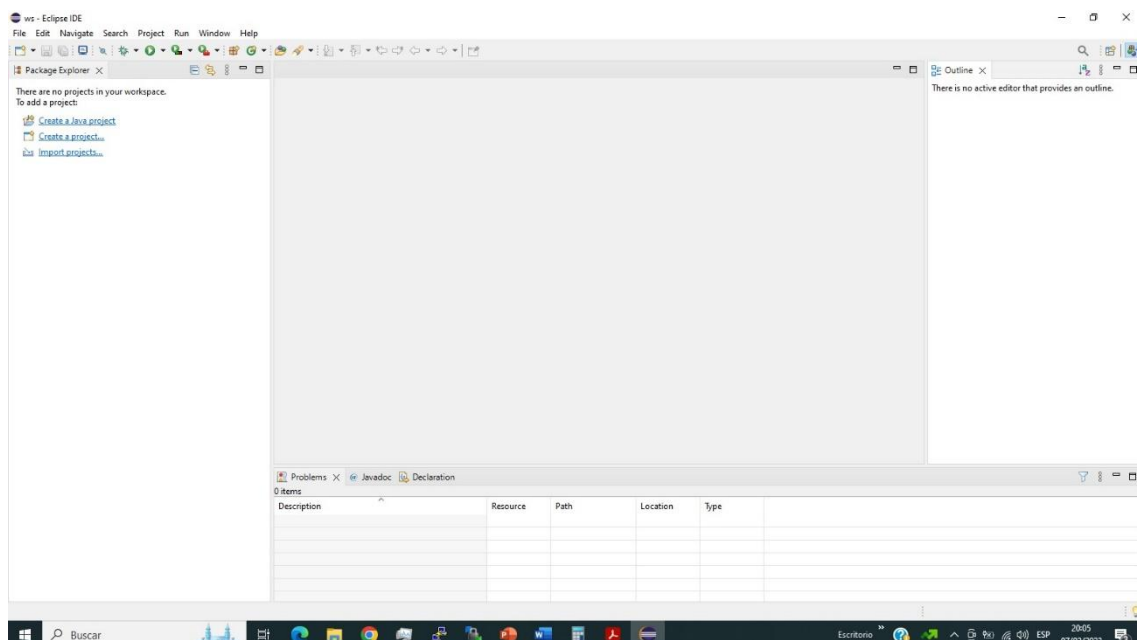 ws - Eclipse IDE
File Edit Navigate Search Project Run Window Help
Package Explorer
There are no projects in your workspace.
To add a project:
Create a Java project
Create a project...
Import projects...
Outline
There is no active editor that provides an outline.
Problems Javadoc Declaration
0 items
Description Resource Path Location Type
Buscar
Escritorio ESP 20:05